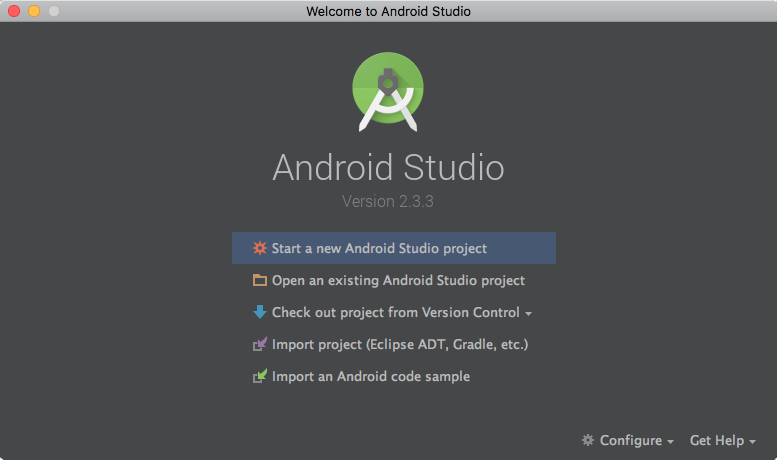 Welcome to Android Studio
Android Studio
Version 2.3.3
Start a new Android Studio project
Open an existing Android Studio project
Check out project from Version Control
Import project (Eclipse ADT, Gradle, etc.)
Import an Android code sample
Configure Get Help